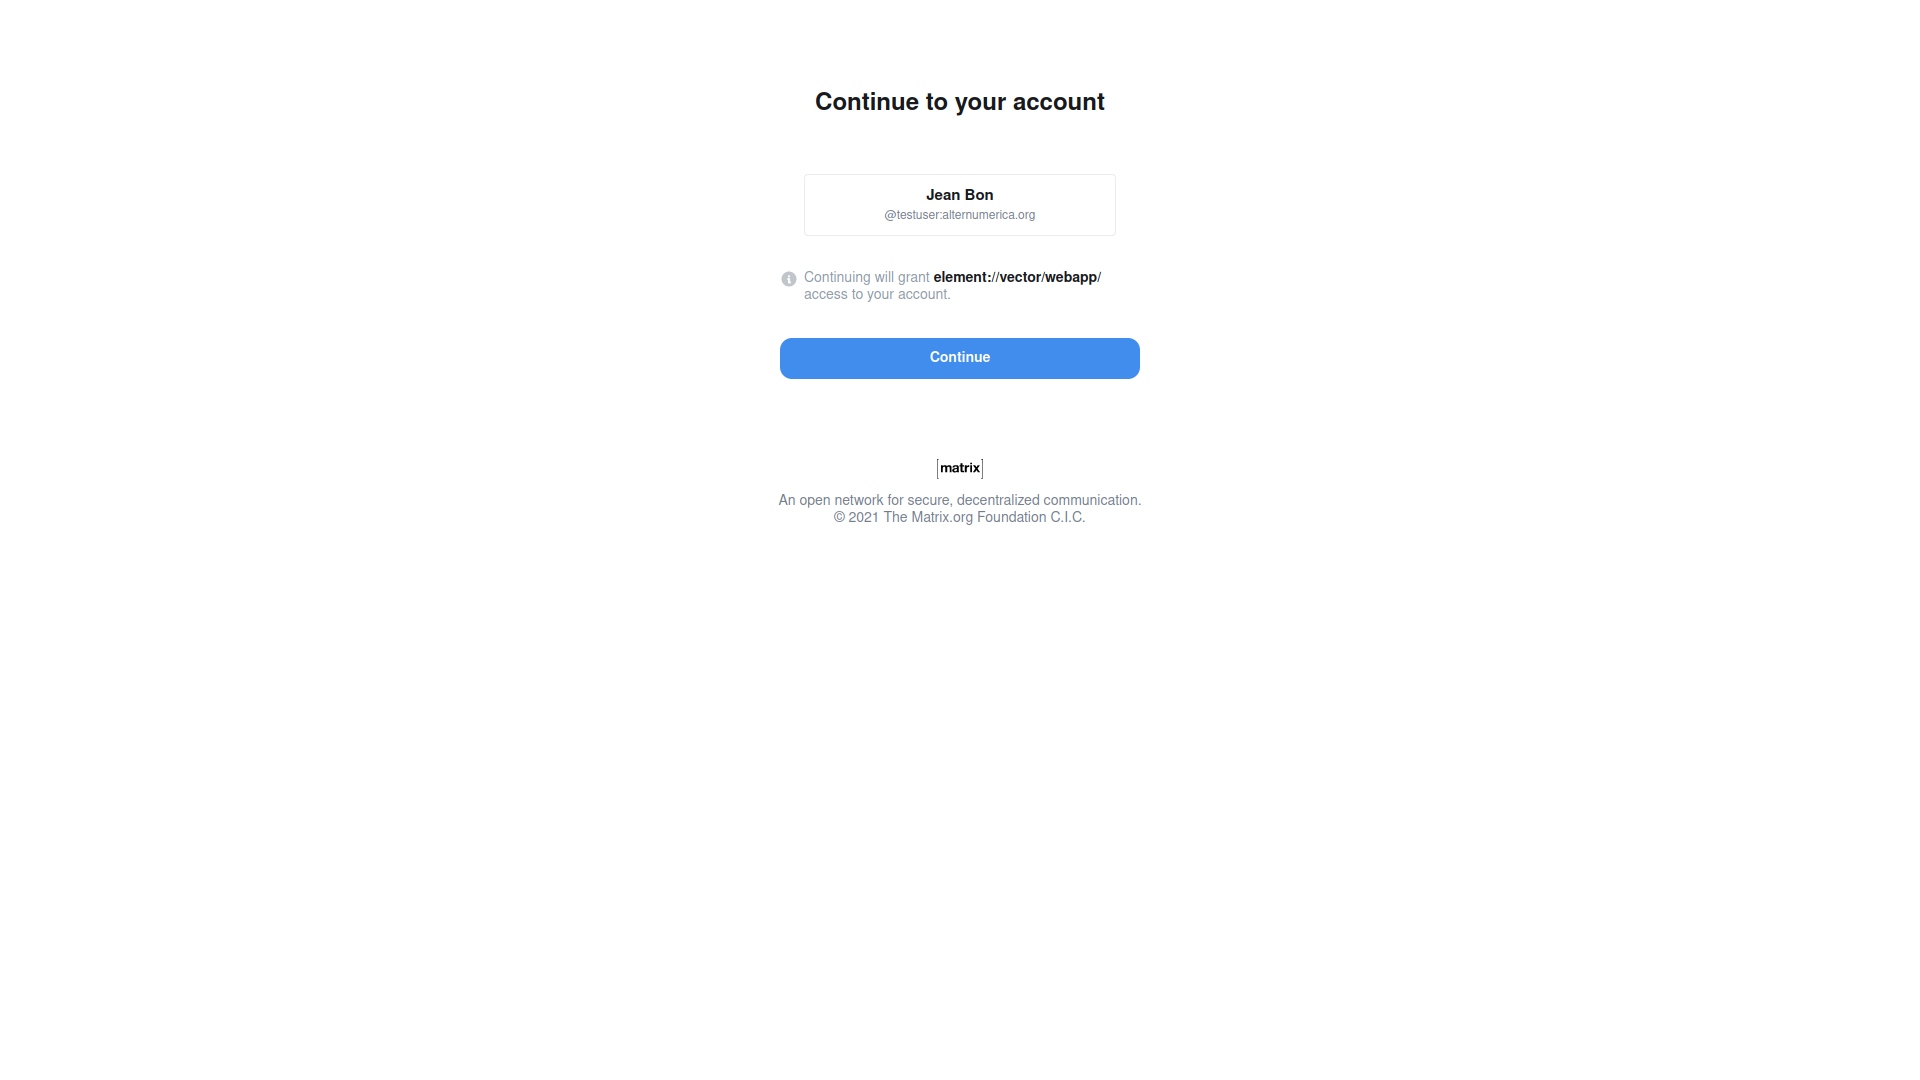 Continue to your account
Jean Bon
@testuser:alternumerica.org
Continuing will grant element://vector/webapp/
access to your account.
Continue
[matrix]
An open network for secure, decentralized communication.
© 2021 The Matrix.org Foundation C.I.C.